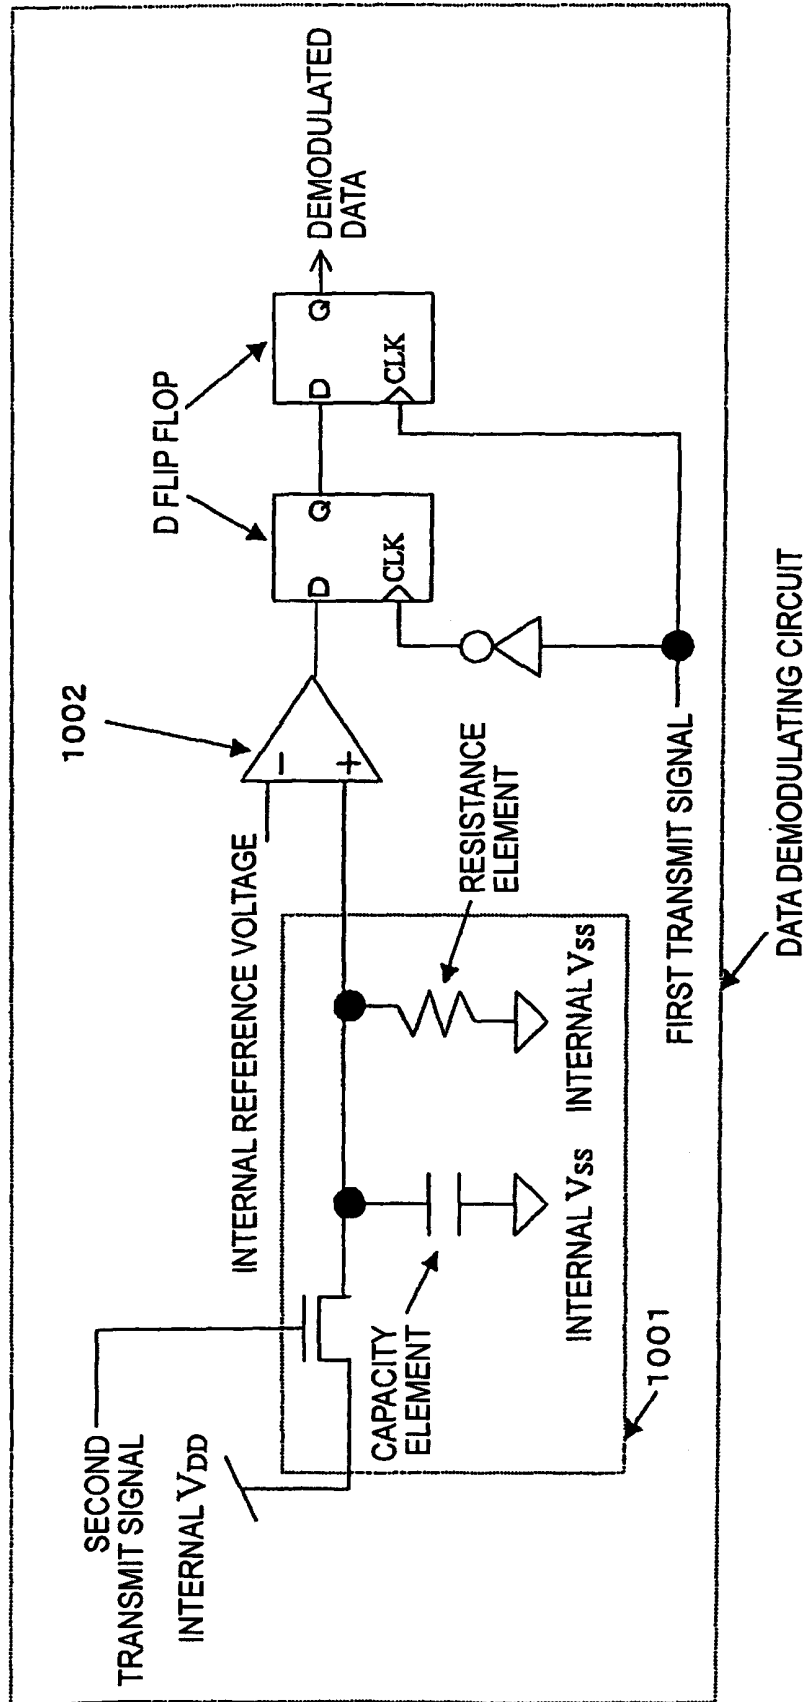 SECOND
TRANSMIT SIGNAL
INTERNAL VDD
INTERNAL REFERENCE VOLTAGE
1002
D FLIP FLOP
−
+
D
Q
CLK
D
Q
CLK
DEMODULATED
DATA
CAPACITY
ELEMENT
RESISTANCE
ELEMENT
INTERNAL Vss
INTERNAL Vss
1001
FIRST TRANSMIT SIGNAL
DATA DEMODULATING CIRCUIT